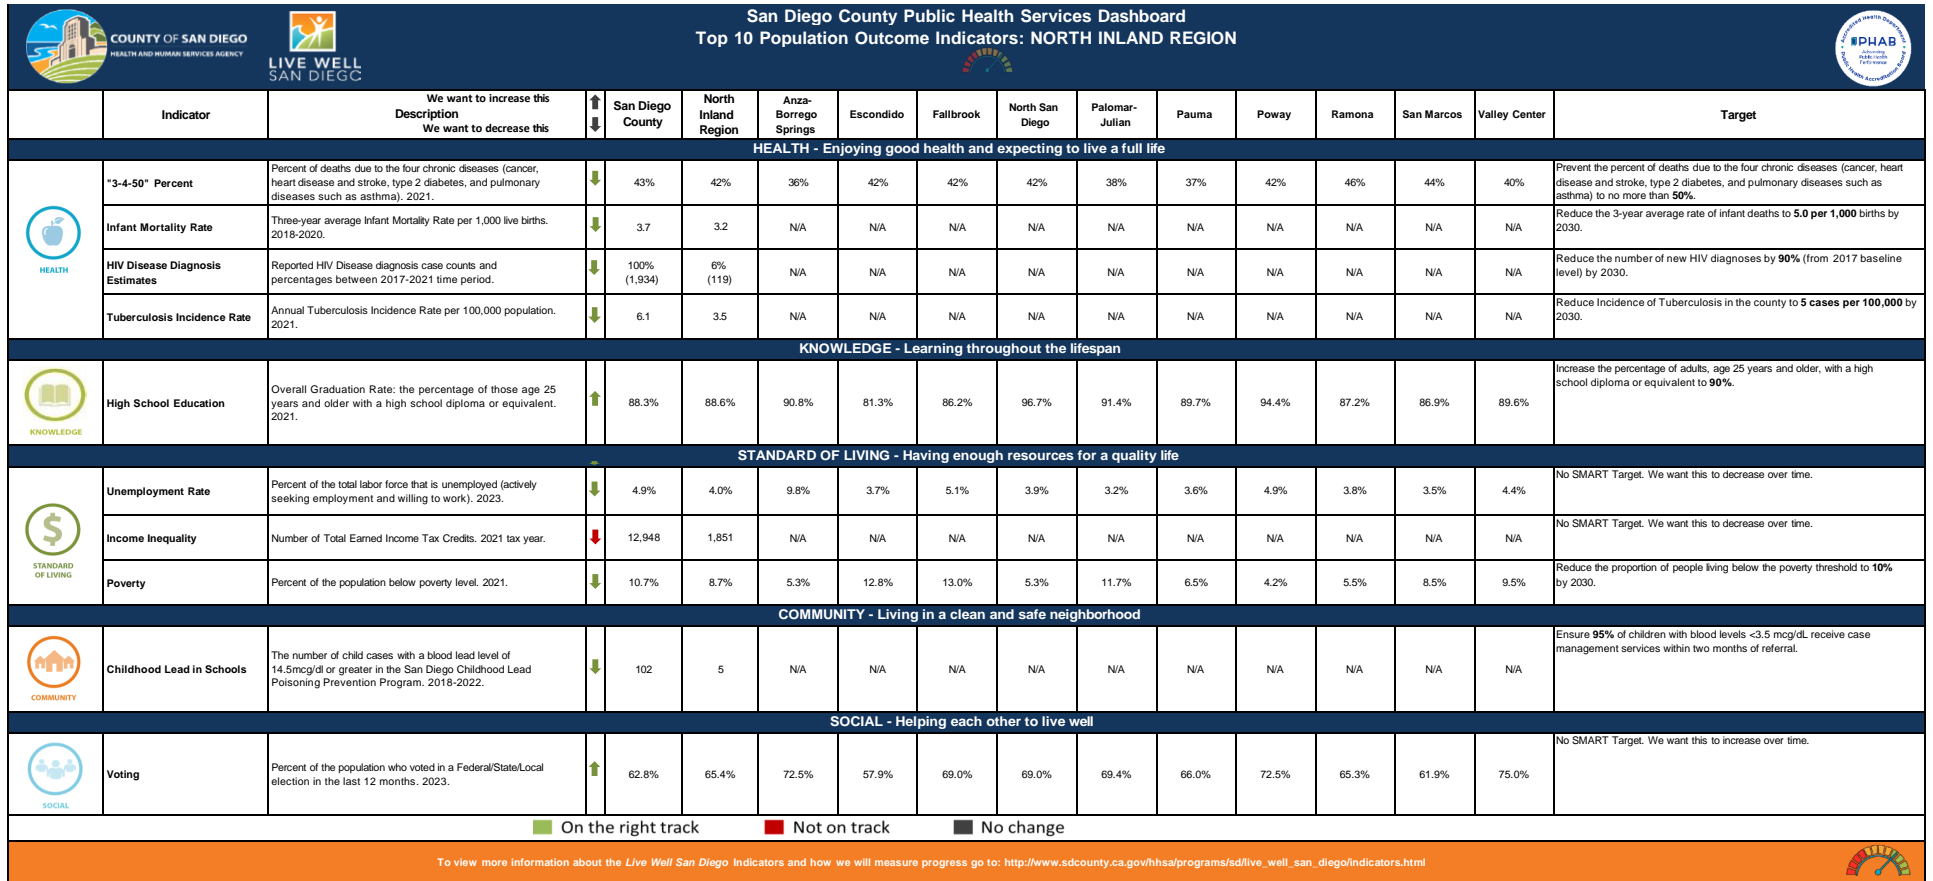 San Diego County Public Health Services Dashboard
Top 10 Population Outcome Indicators: NORTH INLAND REGION
COUNTY OF SAN DIEGO
HEALTH AND HUMAN SERVICES AGENCY
LIVE WELL
SAN DIEGO
Accredited Health Department
PHAB
Advancing
Public Health
Performance
Public Health Accreditation Board
Indicator
We want to increase this
Description
We want to decrease this
San Diego
County
North
Inland
Region
Anza-
Borrego
Springs
Escondido
Fallbrook
North San
Diego
Palomar-
Julian
Pauma
Poway
Ramona
San Marcos
Valley Center
Target
HEALTH - Enjoying good health and expecting to live a full life
HEALTH
"3-4-50" Percent
Percent of deaths due to the four chronic diseases (cancer,
heart disease and stroke, type 2 diabetes, and pulmonary
diseases such as asthma). 2021.
43% 42% 36% 42% 42% 42% 38% 37% 42% 46% 44% 40%
Prevent the percent of deaths due to the four chronic diseases (cancer, heart
disease and stroke, type 2 diabetes, and pulmonary diseases such as
asthma) to no more than 50%.
Infant Mortality Rate
Three-year average Infant Mortality Rate per 1,000 live births.
2018-2020.
3.7 3.2 N/A N/A N/A N/A N/A N/A N/A N/A N/A N/A
Reduce the 3-year average rate of infant deaths to 5.0 per 1,000 births by
2030.
HIV Disease Diagnosis
Estimates
Reported HIV Disease diagnosis case counts and
percentages between 2017-2021 time period.
100%
(1,934)
6%
(119)
N/A N/A N/A N/A N/A N/A N/A N/A N/A N/A
Reduce the number of new HIV diagnoses by 90% (from 2017 baseline
level) by 2030.
Tuberculosis Incidence Rate
Annual Tuberculosis Incidence Rate per 100,000 population.
2021.
6.1 3.5 N/A N/A N/A N/A N/A N/A N/A N/A N/A N/A
Reduce Incidence of Tuberculosis in the county to 5 cases per 100,000 by
2030.
KNOWLEDGE - Learning throughout the lifespan
KNOWLEDGE
High School Education
Overall Graduation Rate: the percentage of those age 25
years and older with a high school diploma or equivalent.
2021.
88.3% 88.6% 90.8% 81.3% 86.2% 96.7% 91.4% 89.7% 94.4% 87.2% 86.9% 89.6%
Increase the percentage of adults, age 25 years and older, with a high
school diploma or equivalent to 90%.
STANDARD OF LIVING - Having enough resources for a quality life
STANDARD
OF LIVING
Unemployment Rate
Percent of the total labor force that is unemployed (actively
seeking employment and willing to work). 2023.
4.9% 4.0% 9.8% 3.7% 5.1% 3.9% 3.2% 3.6% 4.9% 3.8% 3.5% 4.4%
No SMART Target. We want this to decrease over time.
Income Inequality
Number of Total Earned Income Tax Credits. 2021 tax year.
12,948 1,851 N/A N/A N/A N/A N/A N/A N/A N/A N/A N/A
No SMART Target. We want this to decrease over time.
Poverty
Percent of the population below poverty level. 2021.
10.7% 8.7% 5.3% 12.8% 13.0% 5.3% 11.7% 6.5% 4.2% 5.5% 8.5% 9.5%
Reduce the proportion of people living below the poverty threshold to 10%
by 2030.
COMMUNITY - Living in a clean and safe neighborhood
COMMUNITY
Childhood Lead in Schools
The number of child cases with a blood lead level of
14.5mcg/dl or greater in the San Diego Childhood Lead
Poisoning Prevention Program. 2018-2022.
102 5 N/A N/A N/A N/A N/A N/A N/A N/A N/A N/A
Ensure 95% of children with blood levels <3.5 mcg/dL receive case
management services within two months of referral.
SOCIAL - Helping each other to live well
SOCIAL
Voting
Percent of the population who voted in a Federal/State/Local
election in the last 12 months. 2023.
62.8% 65.4% 72.5% 57.9% 69.0% 69.0% 69.4% 66.0% 72.5% 65.3% 61.9% 75.0%
No SMART Target. We want this to increase over time.
On the right track
Not on track
No change
To view more information about the Live Well San Diego Indicators and how we will measure progress go to: http://www.sdcounty.ca.gov/hhsa/programs/sd/live_well_san_diego/indicators.html